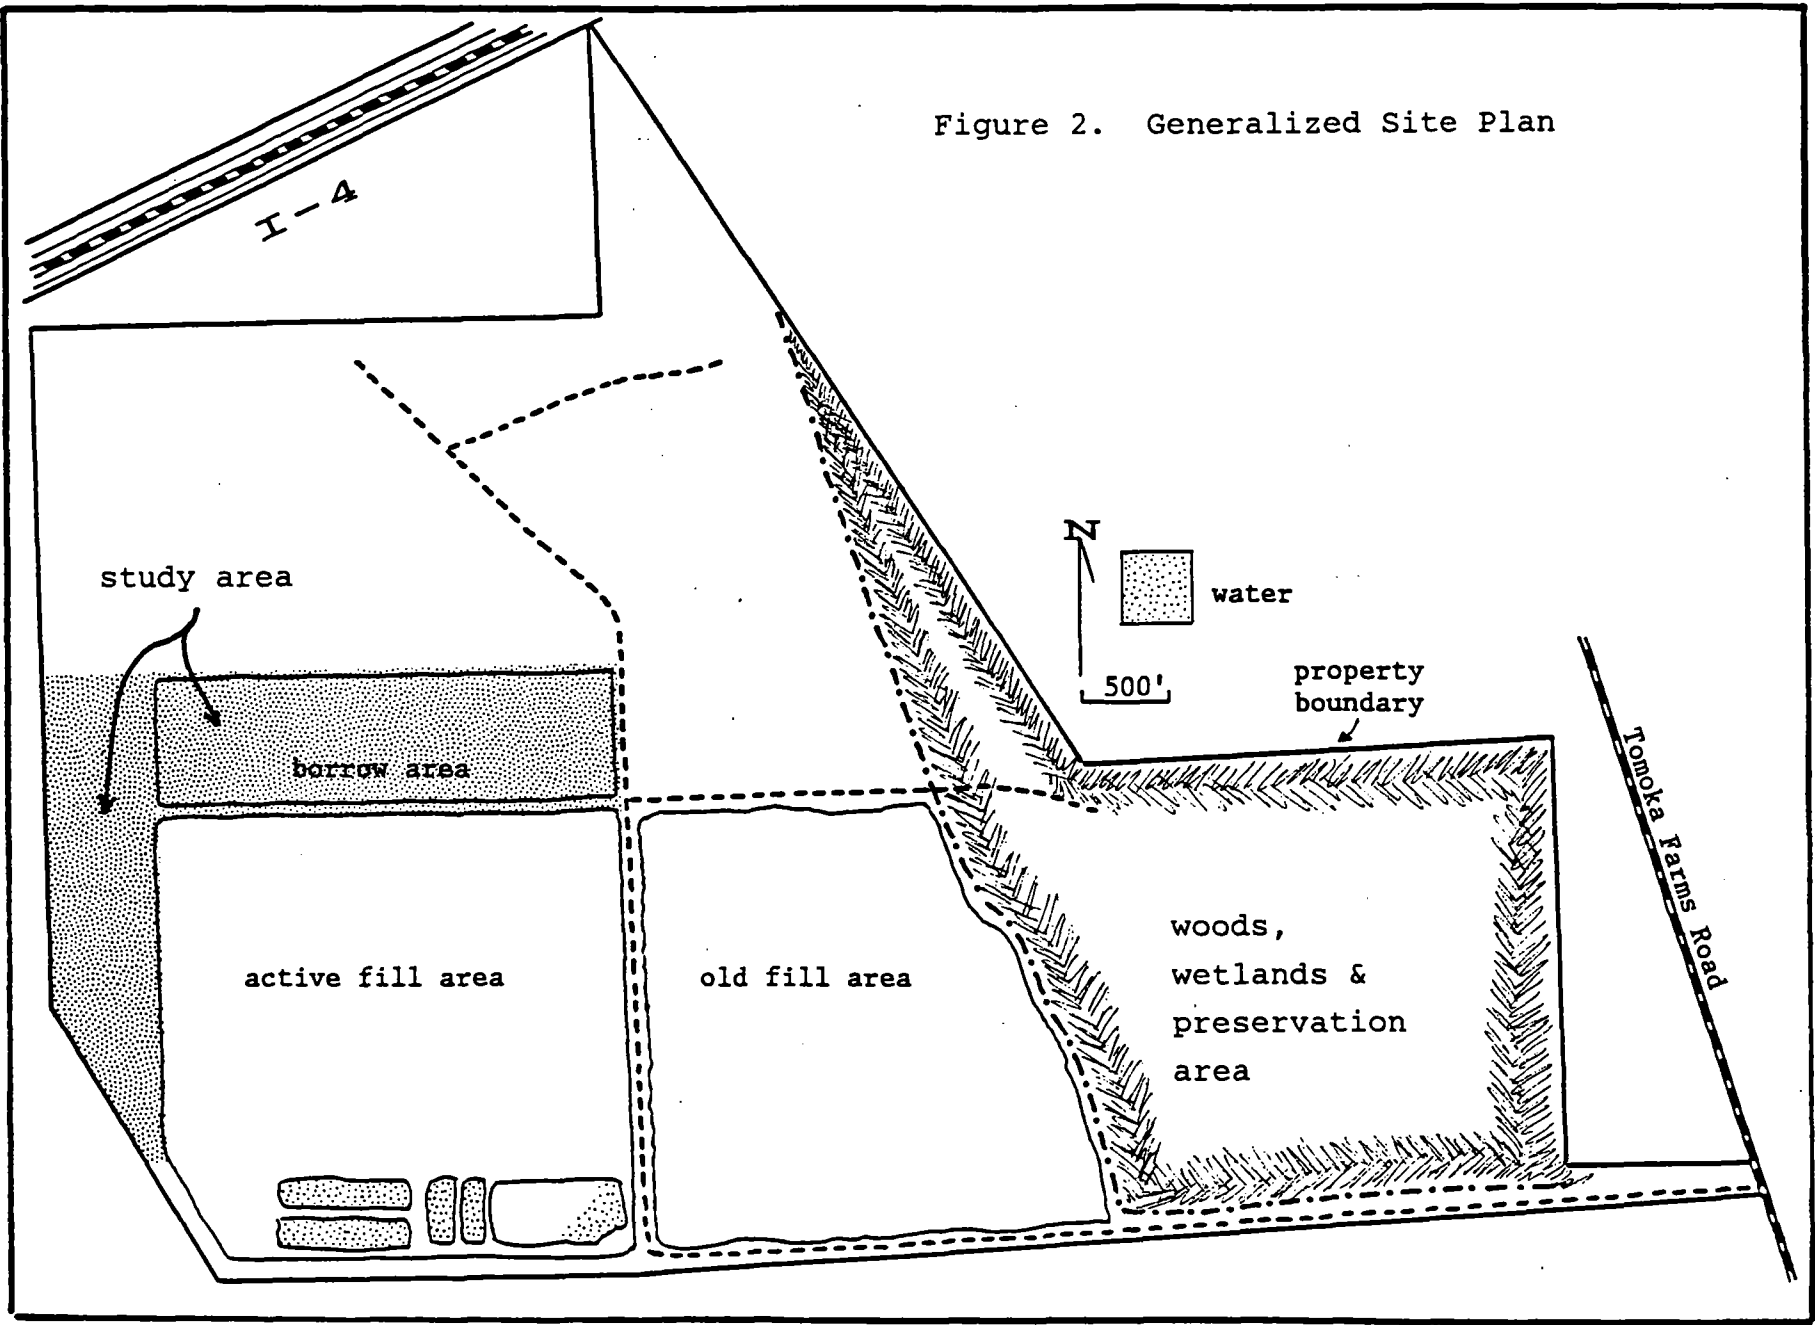 Figure 2. Generalized Site Plan
I-4
study area
N
water
500'
property
boundary
borrow area
Tomoka Farms Road
active fill area
old fill area
woods,
wetlands &
preservation
area